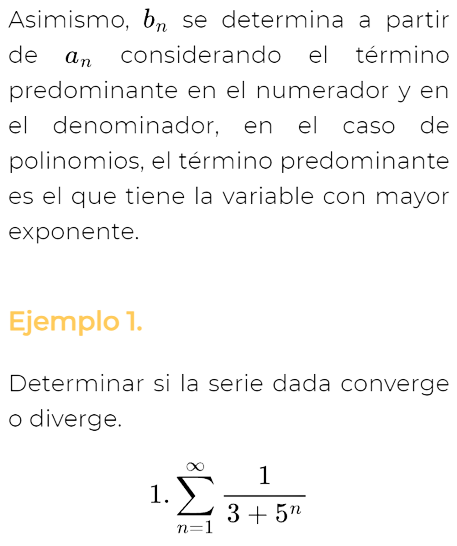 Asimismo, bₙ se determina a partir
de aₙ considerando el término
predominante en el numerador y en
el denominador, en el caso de
polinomios, el término predominante
es el que tiene la variable con mayor
exponente.
Ejemplo 1.
Determinar si la serie dada converge
o diverge.
1. \sum_{n=1}^{\infty} \frac{1}{3 + 5^n}